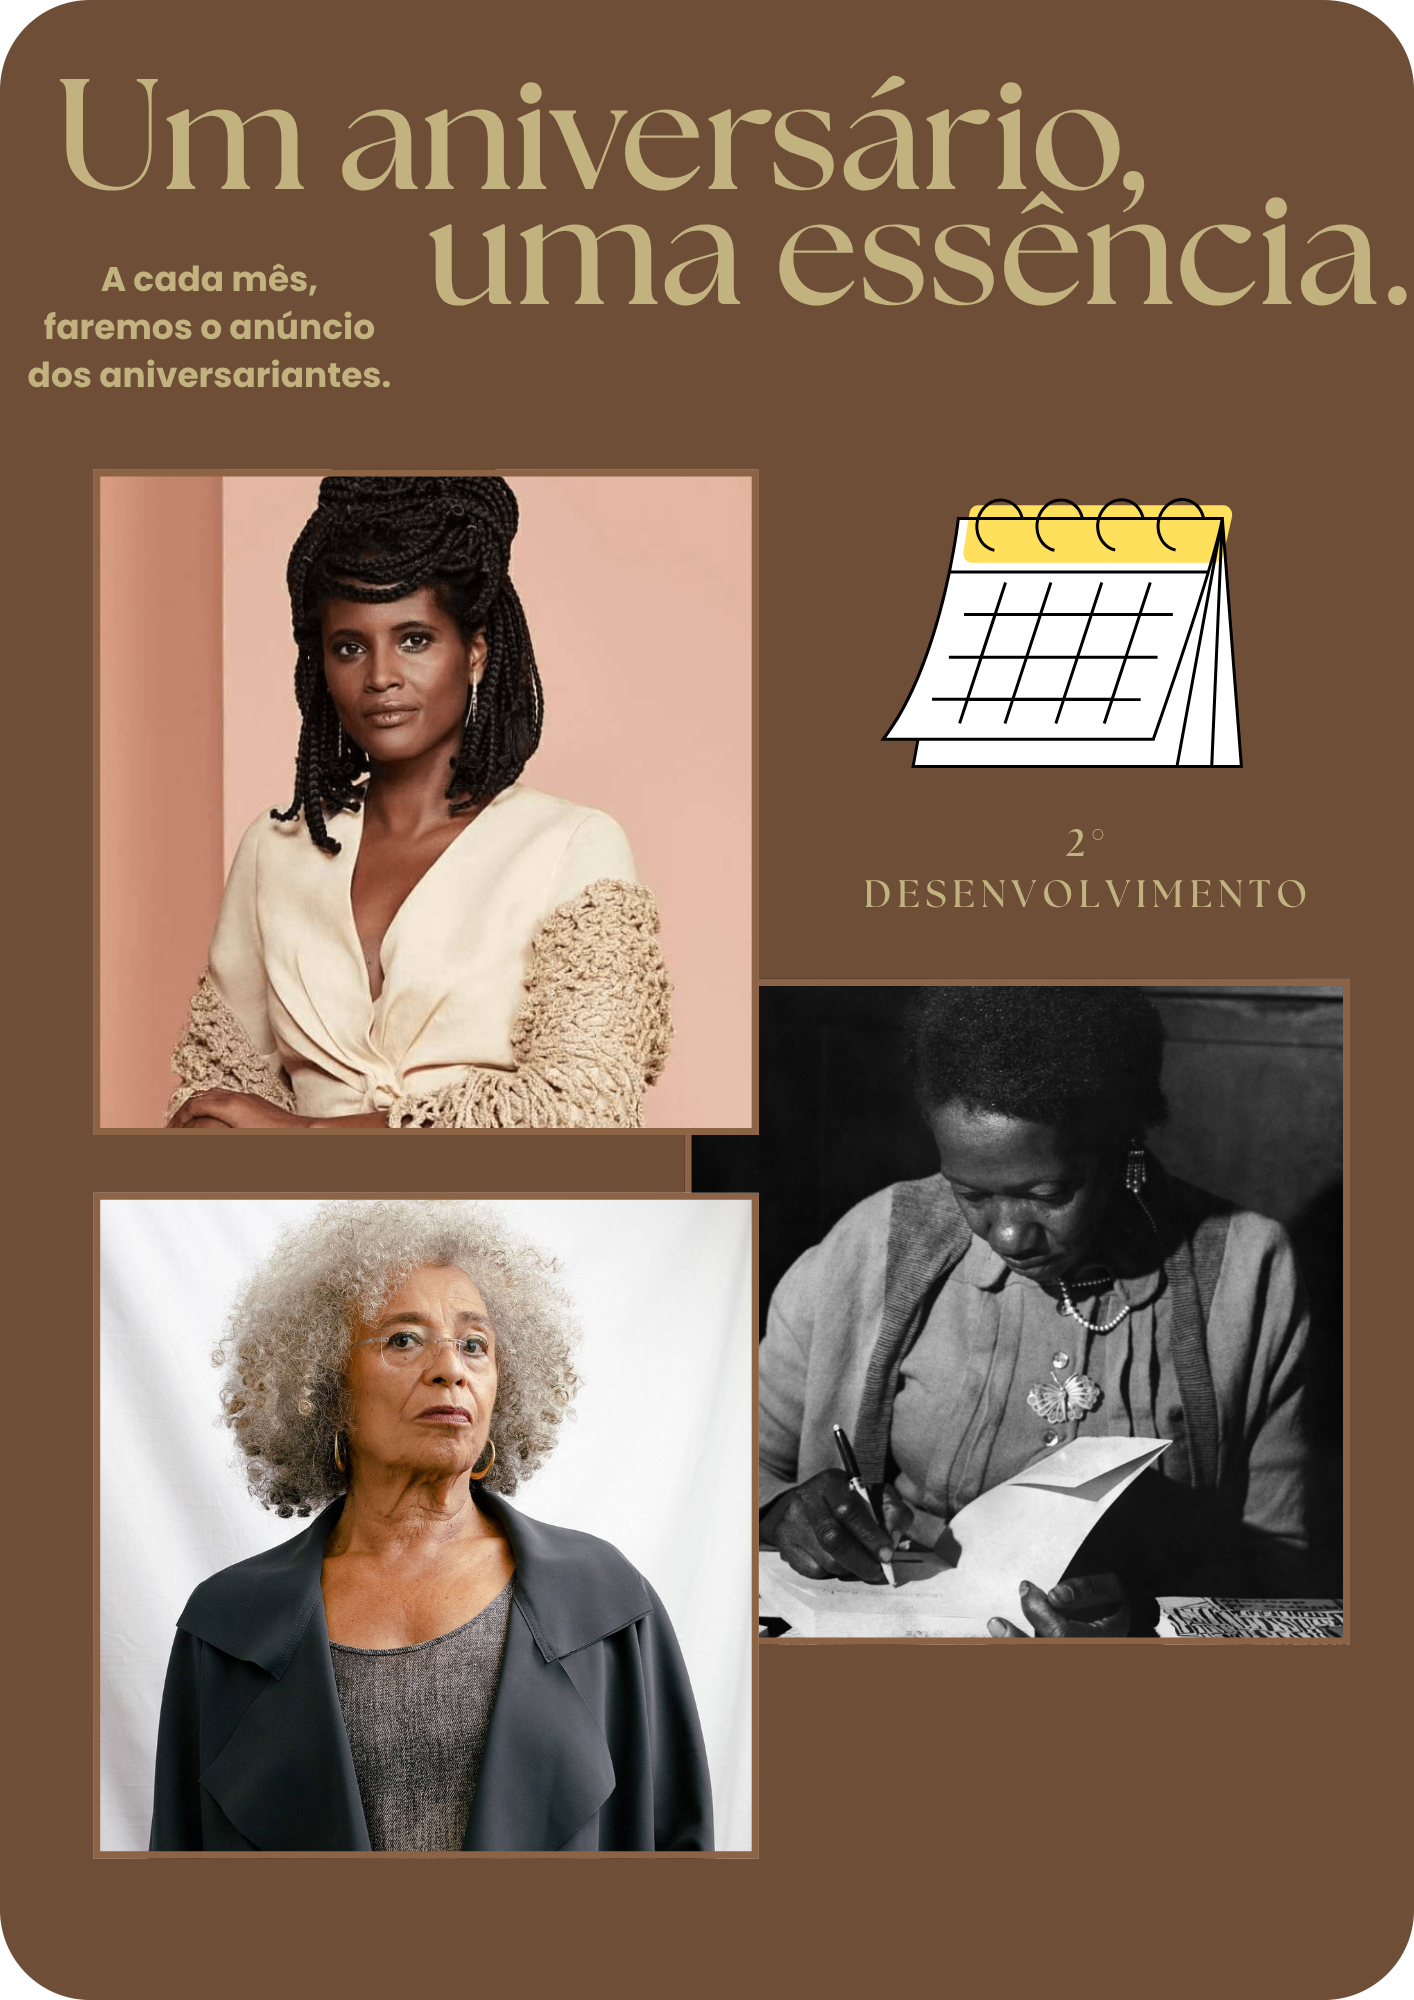 Um aniversário,
uma essência.
A cada mês,
faremos o anúncio
dos aniversariantes.
2°
DESENVOLVIMENTO